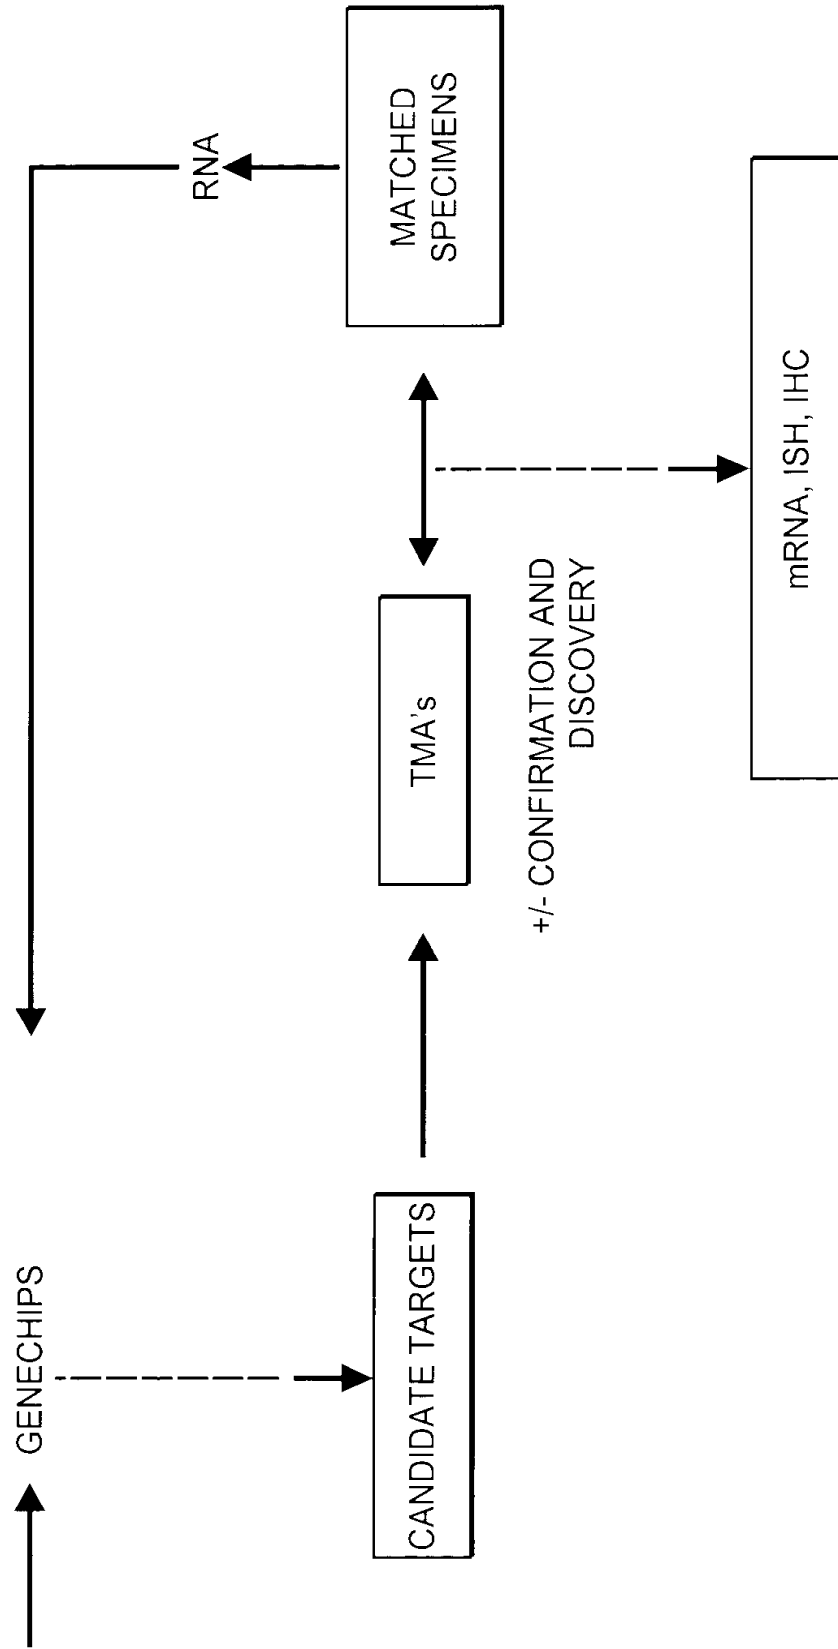 GENECHIPS
RNA
CANDIDATE TARGETS
TMA's
MATCHED
SPECIMENS
+/- CONFIRMATION AND
DISCOVERY
mRNA, ISH, IHC